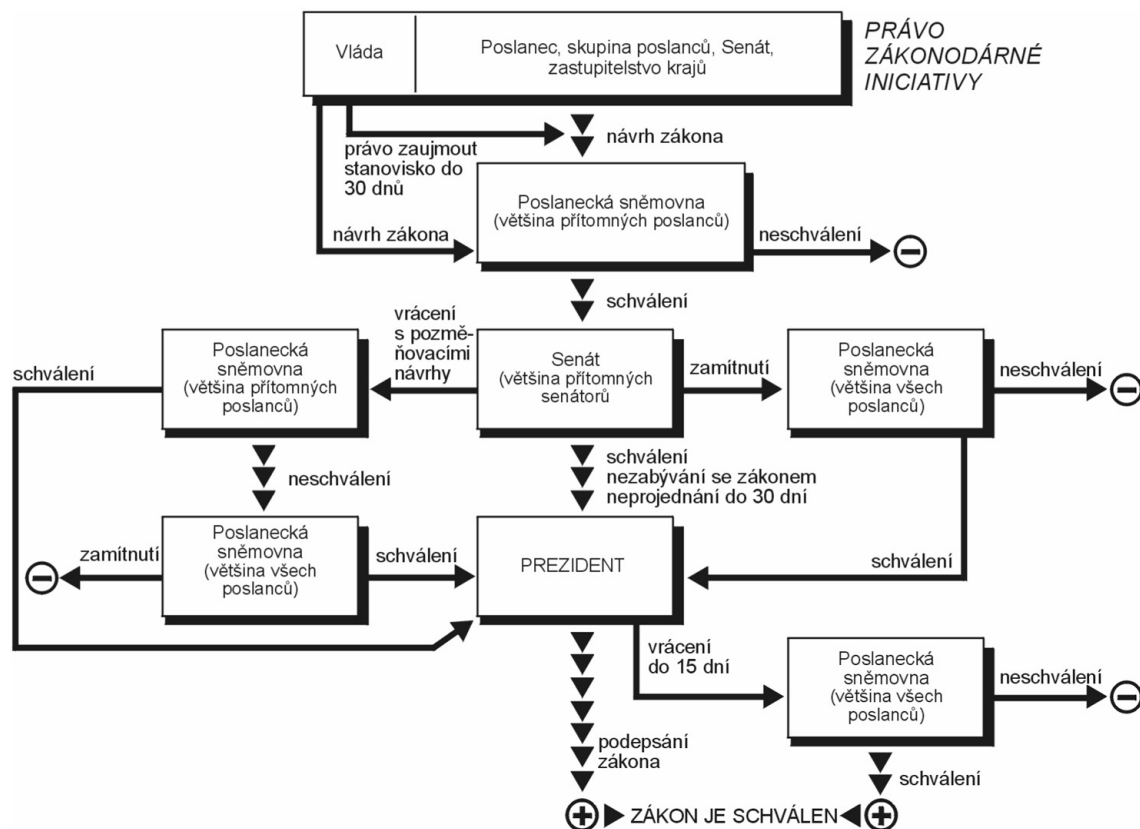 PRÁVO
ZÁKONODÁRNÉ
INICIATIVY
Vláda
Poslanec, skupina poslanců, Senát,
zastupitelstvo krajů
návrh zákona
právo zaujmout
stanovisko do
30 dnů
Poslanecká sněmovna
(většina přítomných poslanců)
návrh zákona
neschválení
schválení
vrácení
s pozmě-
ňovacími
návrhy
schválení
Poslanecká
sněmovna
(většina přítomných
poslanců)
Senát
(většina přítomných
senátorů
zamítnutí
Poslanecká
sněmovna
(většina všech
poslanců)
neschválení
neschválení
schválení
nezabývání se zákonem
neprojednání do 30 dní
zamítnutí
Poslanecká
sněmovna
(většina všech
poslanců)
schválení
PREZIDENT
schválení
vrácení
do 15 dní
Poslanecká
sněmovna
(většina všech
poslanců)
neschválení
podepsání
zákona
schválení
ZÁKON JE SCHVÁLEN